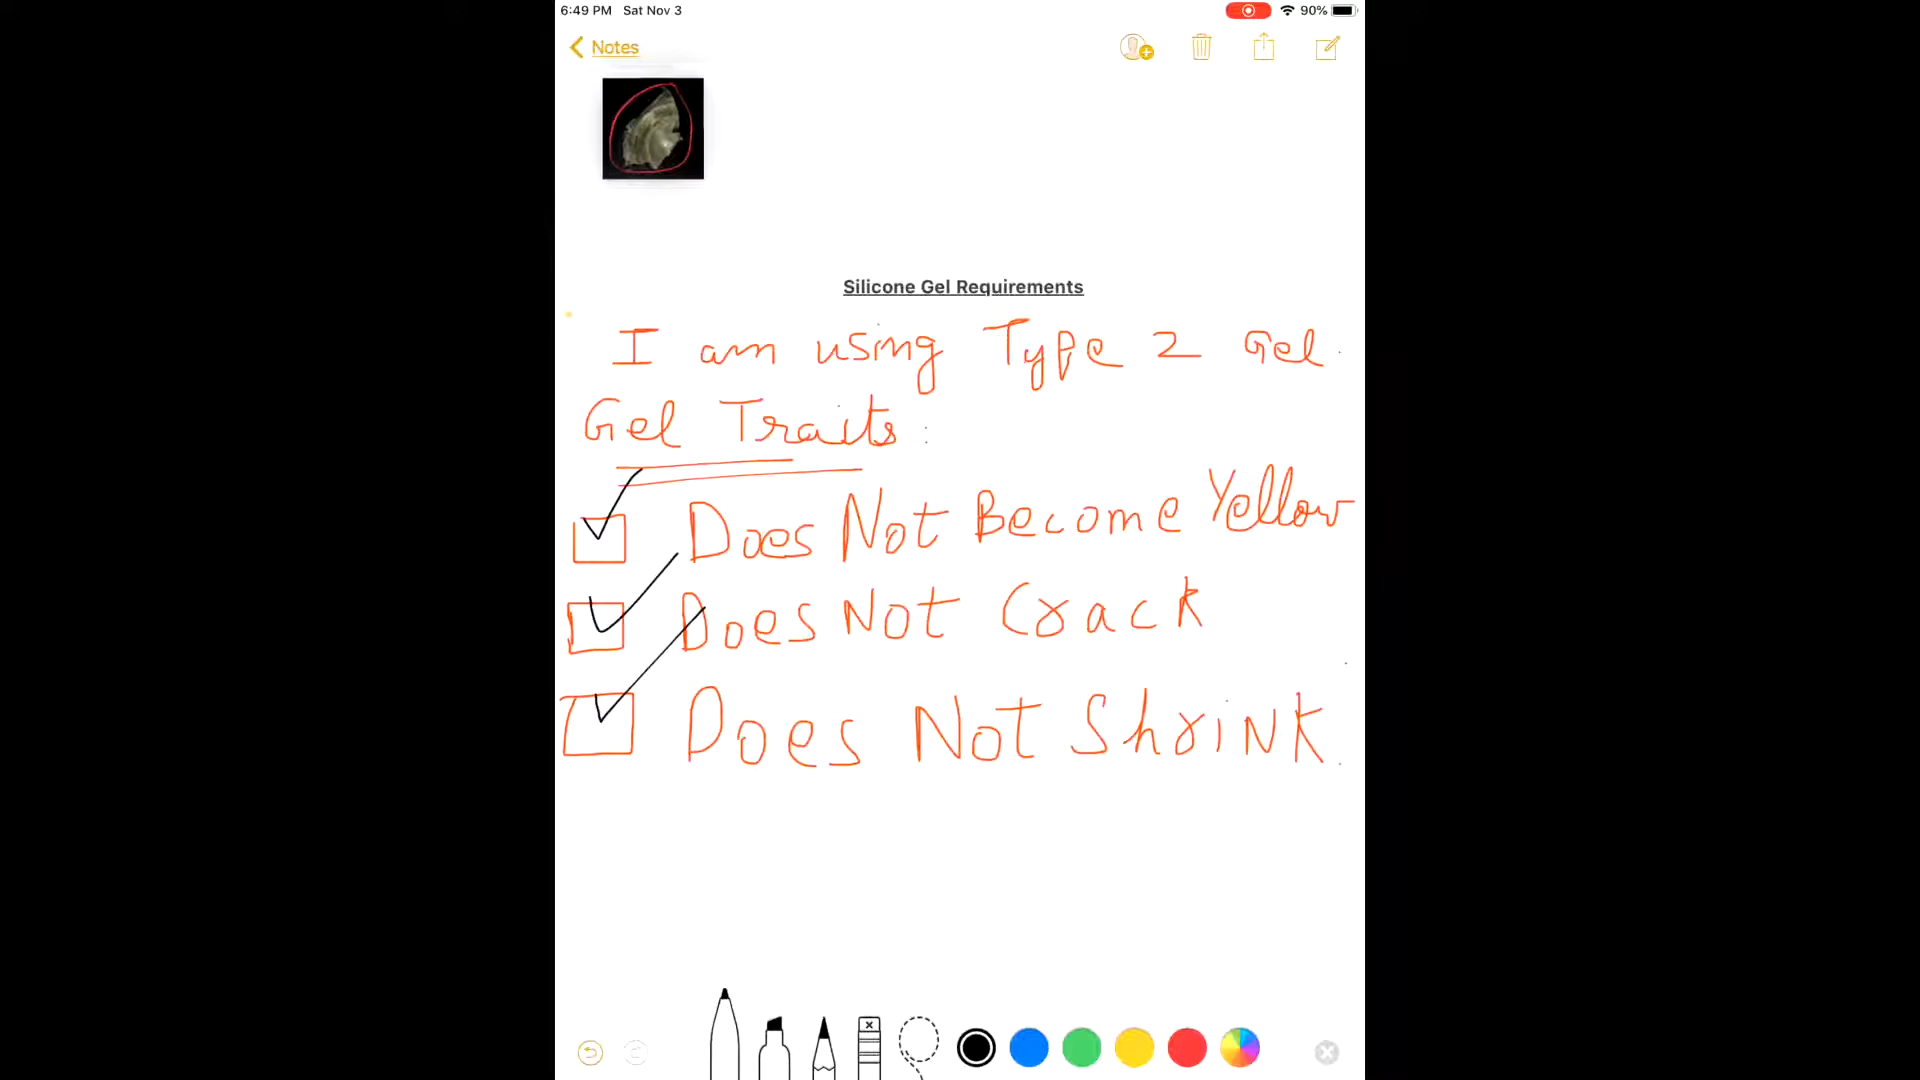 6:49 PM Sat Nov 3 90%
Notes
Silicone Gel Requirements
I am using Type 2 Gel
Gel Traits:
Does Not Become Yellow
Does Not Crack
Does Not Shrink.